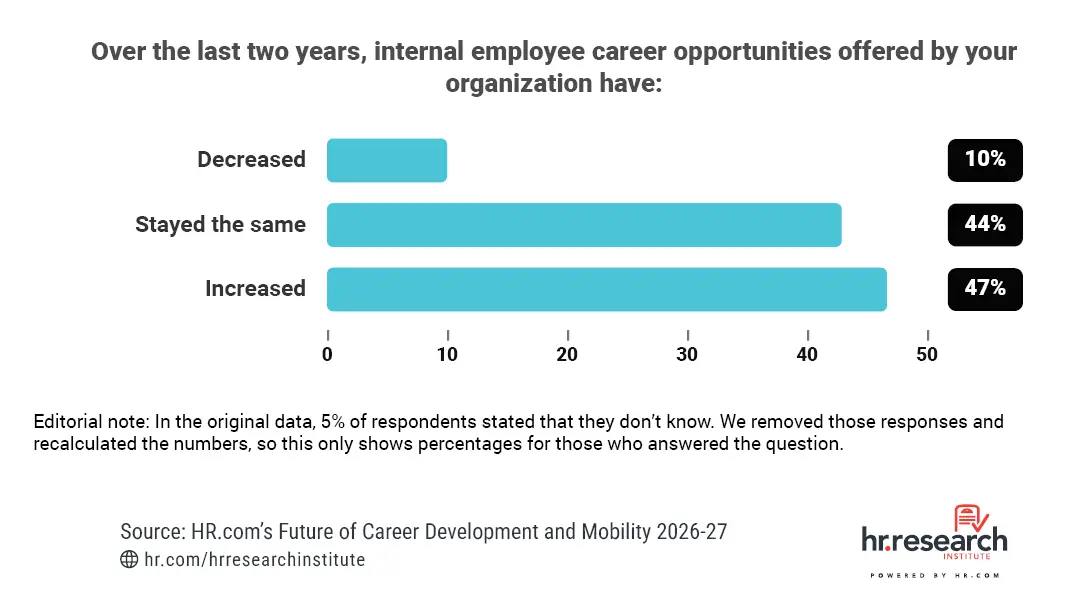 Over the last two years, internal employee career opportunities offered by your
organization have:
Decreased 10%
Stayed the same 44%
Increased 47%
0 10 20 30 40 50
Editorial note: In the original data, 5% of respondents stated that they don’t know. We removed those responses and
recalculated the numbers, so this only shows percentages for those who answered the question.
Source: HR.com’s Future of Career Development and Mobility 2026-27
hr.com/hrresearchinstitute
hr.research
INSTITUTE
POWERED BY HR.COM